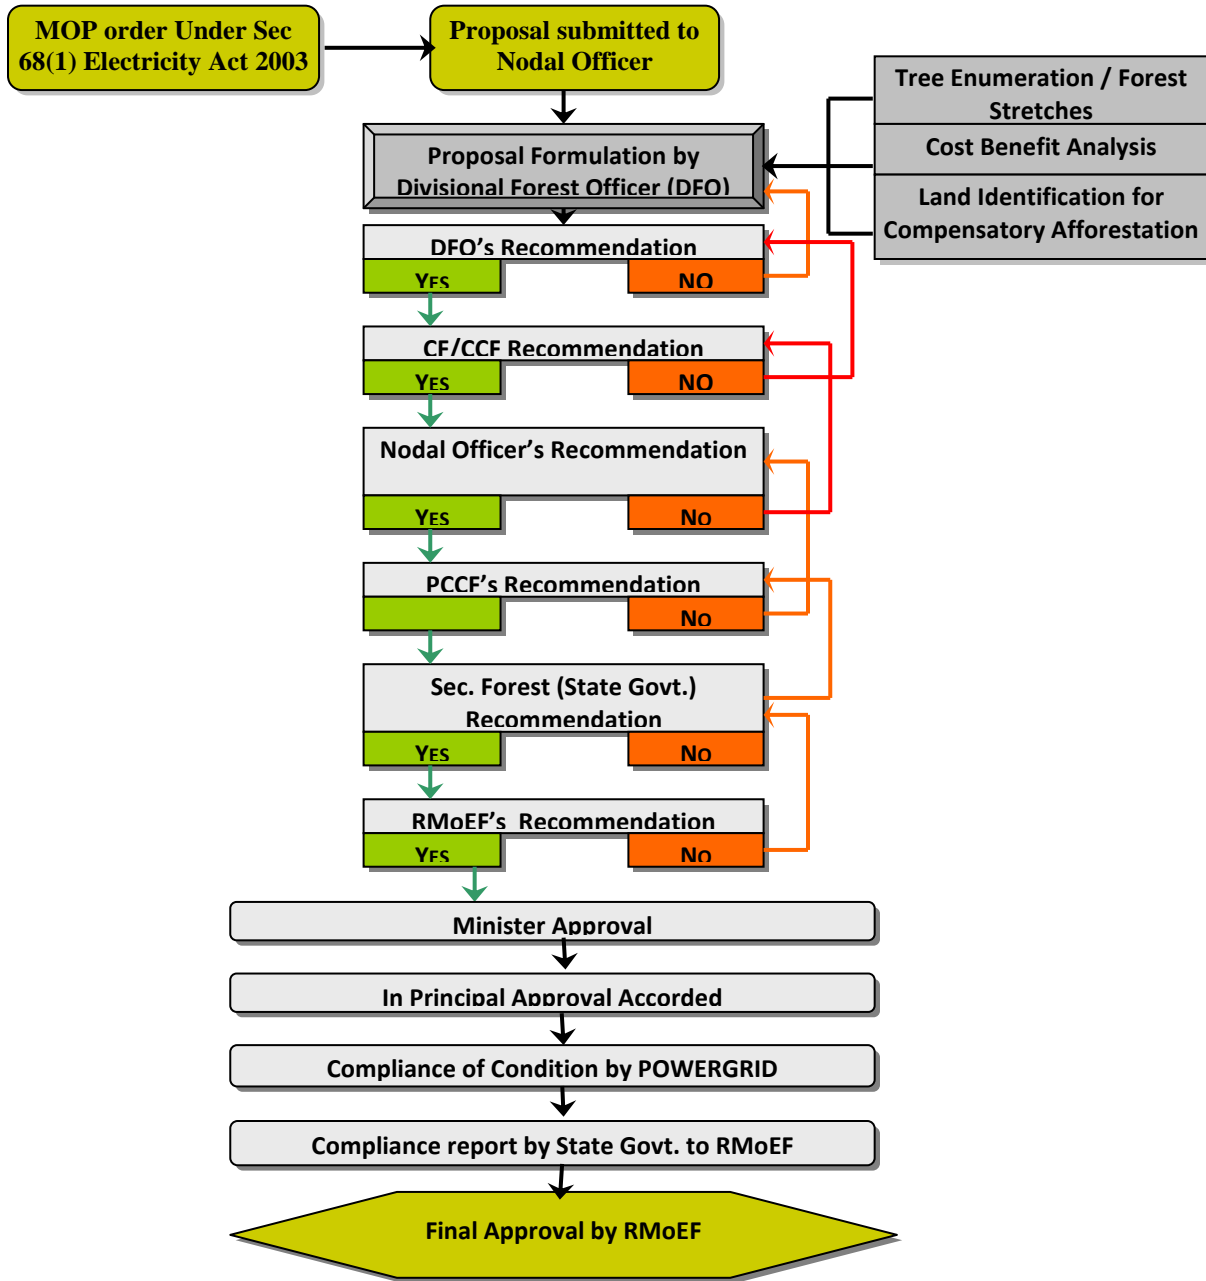 MOP order Under Sec
68(1) Electricity Act 2003
Proposal submitted to
Nodal Officer
Tree Enumeration / Forest
Stretches
Cost Benefit Analysis
Land Identification for
Compensatory Afforestation
Proposal Formulation by
Divisional Forest Officer (DFO)
DFO's Recommendation
YES
NO
CF/CCF Recommendation
YES
NO
Nodal Officer's Recommendation
YES
NO
PCCF's Recommendation
NO
Sec. Forest (State Govt.)
Recommendation
YES
NO
RMoEF's Recommendation
YES
NO
Minister Approval
In Principal Approval Accorded
Compliance of Condition by POWERGRID
Compliance report by State Govt. to RMoEF
Final Approval by RMoEF